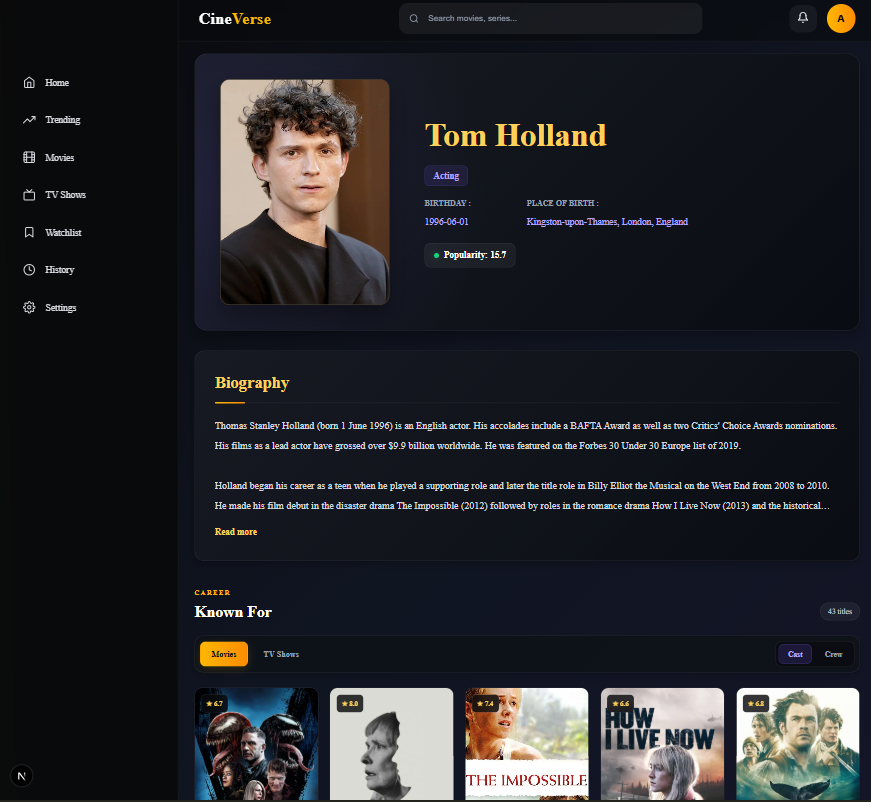 CineVerse
Search movies, series...
A
Home
Trending
Movies
TV Shows
Watchlist
History
Settings
Tom Holland
Acting
BIRTHDAY :
PLACE OF BIRTH :
1996-06-01
Kingston-upon-Thames, London, England
Popularity: 15.7
Biography
Thomas Stanley Holland (born 1 June 1996) is an English actor. His accolades include a BAFTA Award as well as two Critics' Choice Awards nominations.
His films as a lead actor have grossed over $9.9 billion worldwide. He was featured on the Forbes 30 Under 30 Europe list of 2019.
Holland began his career as a teen when he played a supporting role and later the title role in Billy Elliot the Musical on the West End from 2008 to 2010.
He made his film debut in the disaster drama The Impossible (2012) followed by roles in the romance drama How I Live Now (2013) and the historical…
Read more
CAREER
Known For
43 titles
Movies
TV Shows
Cast
Crew
★ 6.7
★ 8.0
★ 7.4
★ 6.6
★ 6.8
HOW
I LIVE NOW
THE IMPOSSIBLE
N